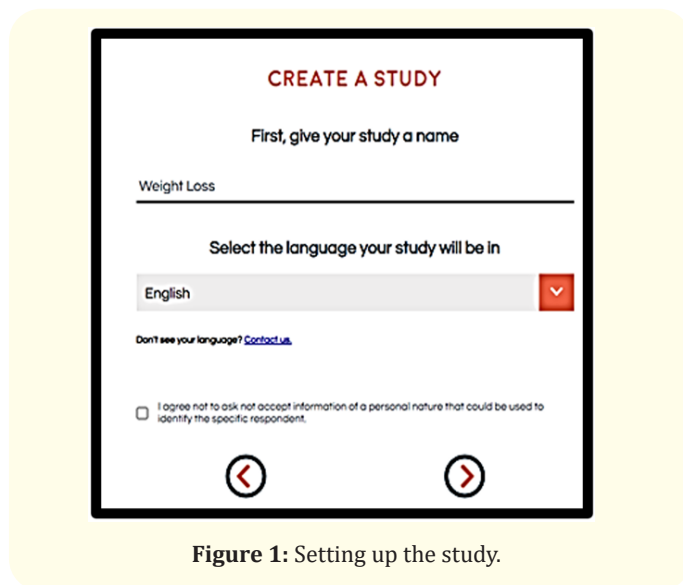 CREATE A STUDY
First, give your study a name
Weight Loss
Select the language your study will be in
English
Don't see your language? Contact us.
I agree not to ask not accept information of a personal nature that could be used to
identify the specific respondent.
Figure 1: Setting up the study.